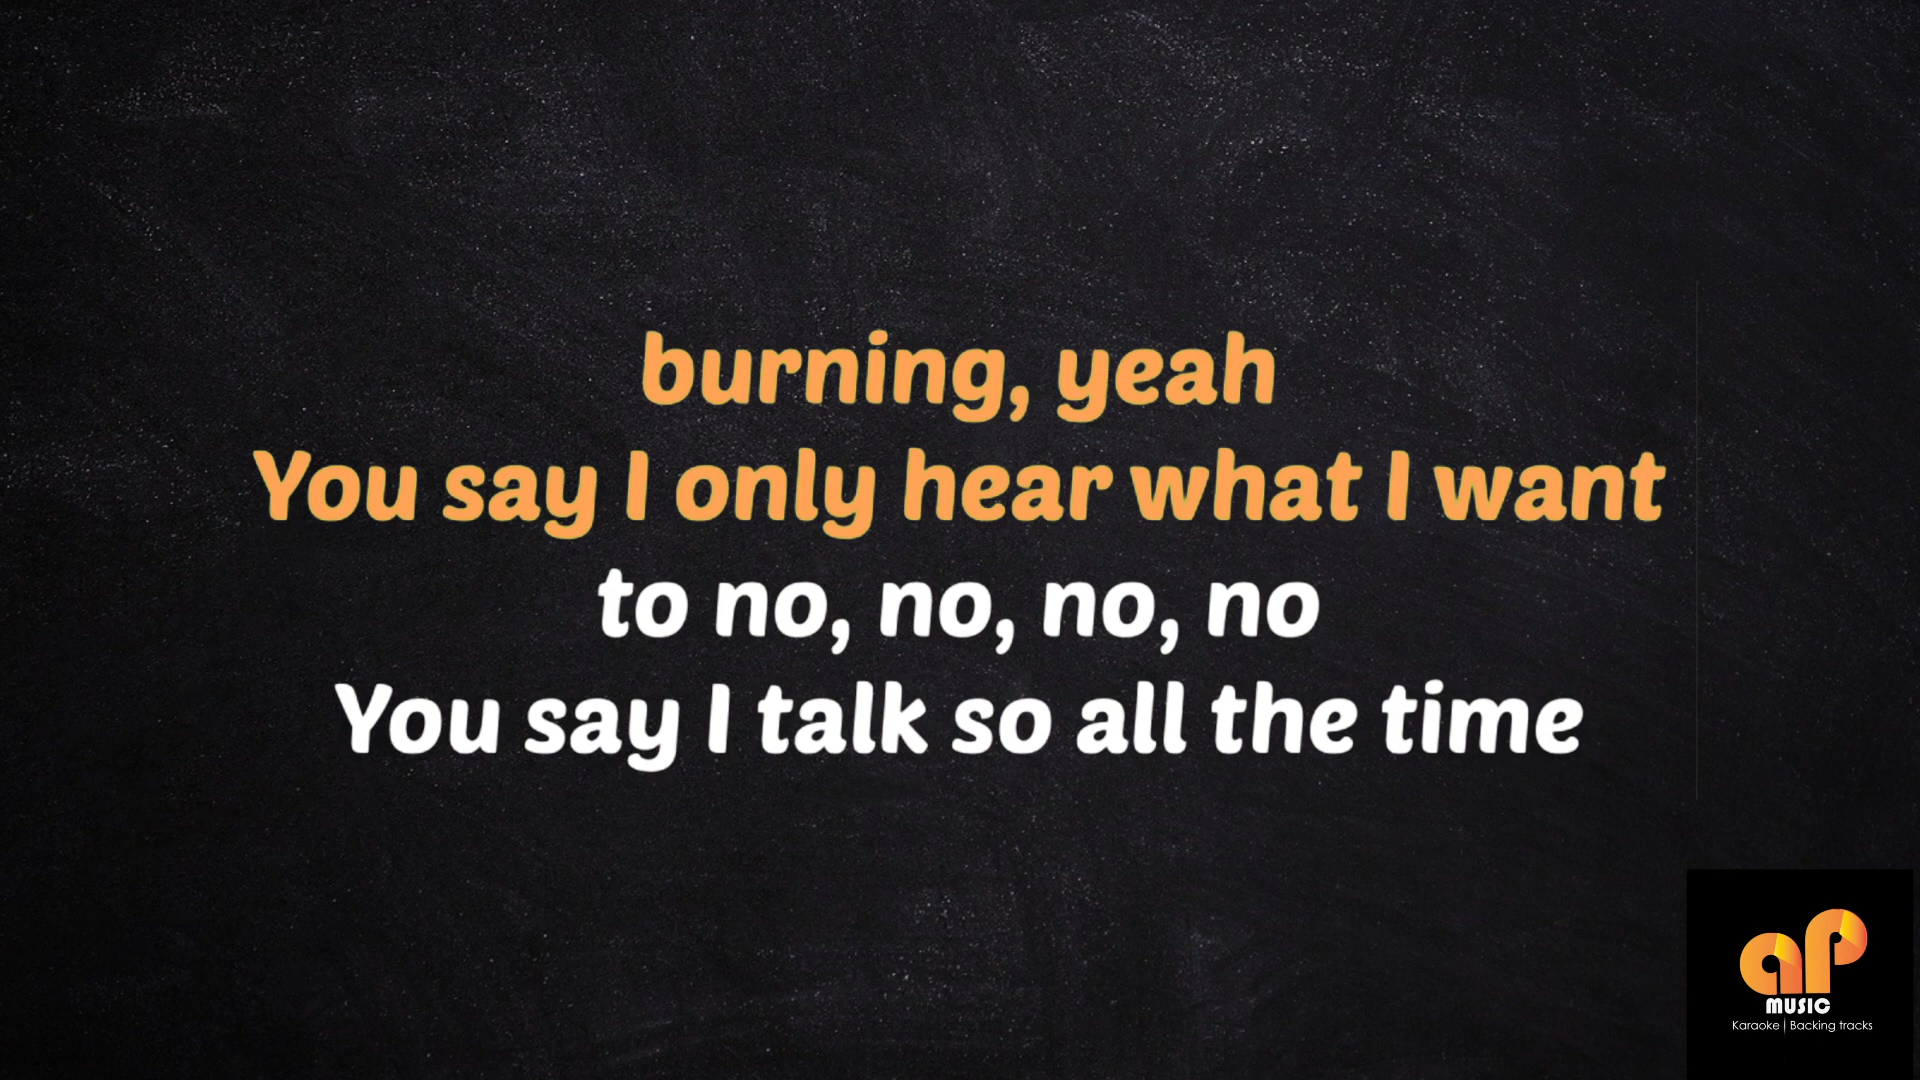 burning, yeah
You say I only hear what I want
to no, no, no, no
You say I talk so all the time
aP
MUSIC
Karaoke | Backing tracks